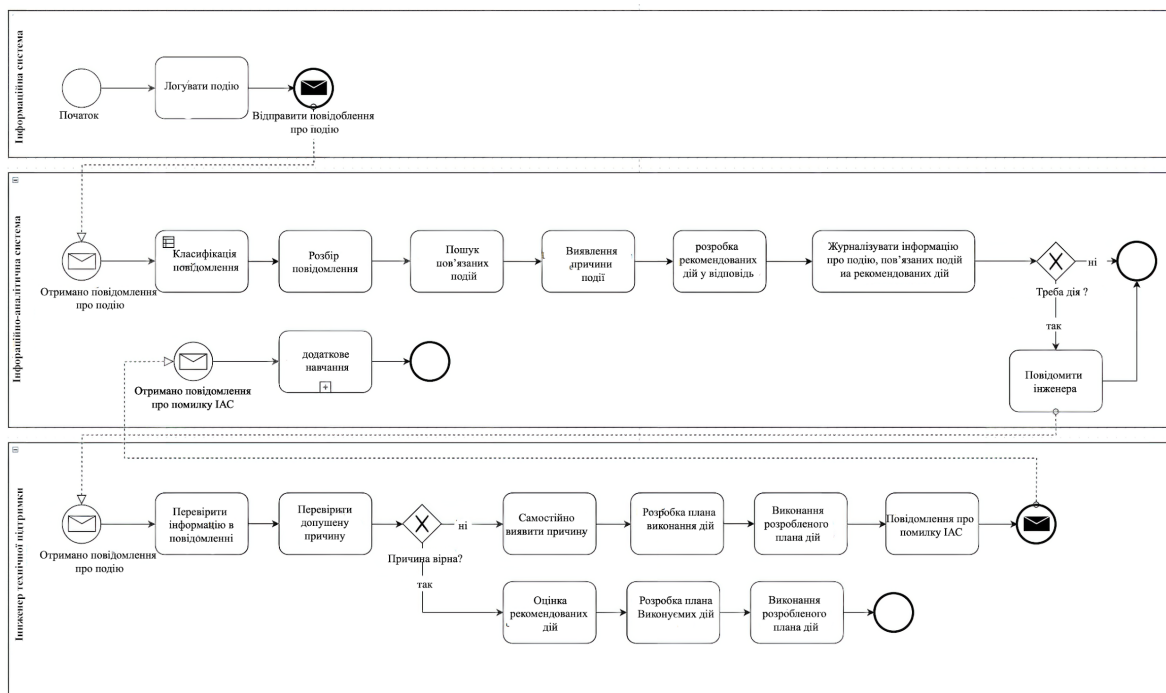 Інформаційна система
Початок
Логувати подію
Відправити повідоблення
про подію
Інфораційно-аналітична система
Отримано повідомлення
про подію
Класифікація
повідомлення
Розбір
повідомлення
Пошук
пов’язаних
подій
Виявлення
причини
події
розробка
рекомендованих
дій у відповідь
Журналізувати інформацію
про подію, пов’язаних подій
иа рекомендованих дій
ні
Треба дія ?
так
Повідомити
інженера
Отримано повідомлення
про помилку ІАС
додаткове
навчання
Інженер технічної підтримки
Отримано повідомлення
про подію
Перевірити
інформацію в
повідомленні
Перевірити
допушену
причину
ні
Причина вірна?
так
Самостійно
виявити причину
Розробка плана
виконання дій
Виконання
розробленого
плана дій
Повідомлення про
помилку ІАС
Оцінка
рекомендованих
дій
Розробка плана
Виконуємих дій
Виконання
розробленого
плана дій